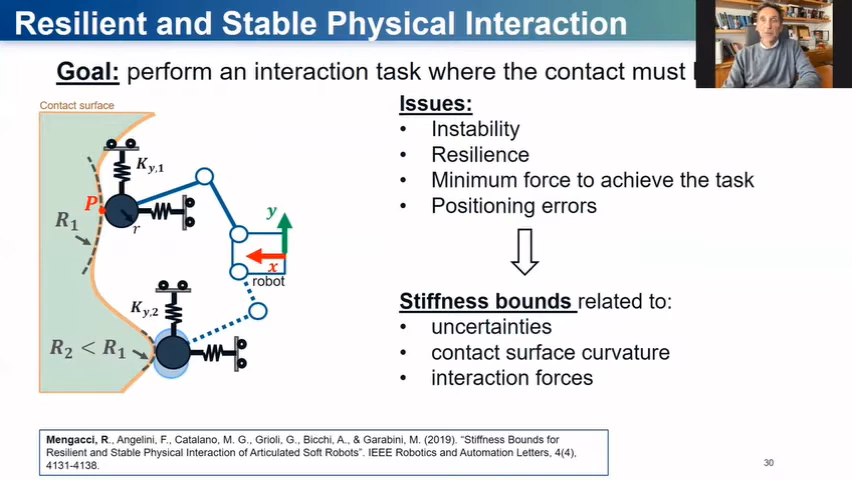 Resilient and Stable Physical Interaction
Goal: perform an interaction task where the contact must
Contact surface
K_{y,1}
P
r
R_1
y
x
robot
K_{y,2}
R_2 < R_1
Issues:
• Instability
• Resilience
• Minimum force to achieve the task
• Positioning errors
Stiffness bounds related to:
• uncertainties
• contact surface curvature
• interaction forces
Mengacci, R., Angelini, F., Catalano, M. G., Grioli, G., Bicchi, A., & Garabini, M. (2019). "Stiffness Bounds for
Resilient and Stable Physical Interaction of Articulated Soft Robots". IEEE Robotics and Automation Letters, 4(4),
4131-4138.
30